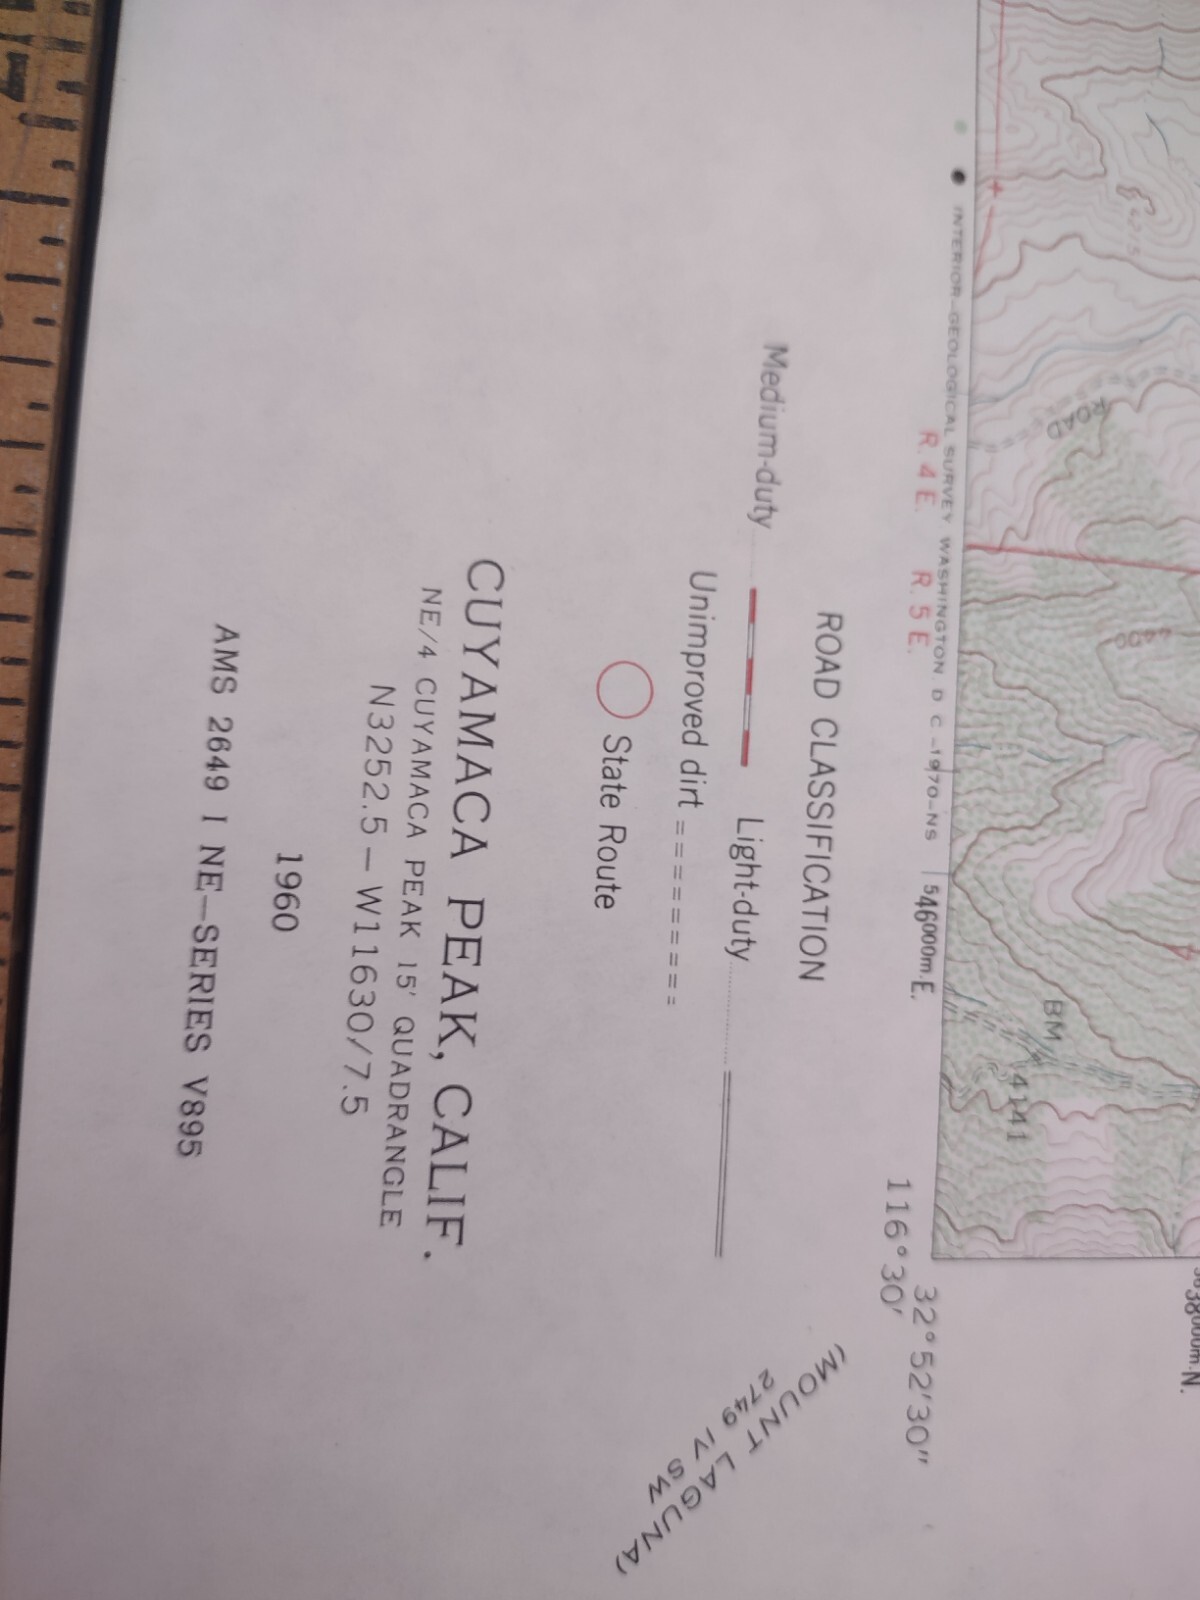 4275
ROAD
BM
4141
3638000m.N.
INTERIOR—GEOLOGICAL SURVEY WASHINGTON. D C —1970—NS
R. 4 E.
R. 5 E.
546000m.E.
32°52'30"
116°30'
ROAD CLASSIFICATION
Medium-duty
Light-duty
Unimproved dirt
State Route
(MOUNT LAGUNA)
2749 IV SW
CUYAMACA PEAK, CALIF.
NE/4 CUYAMACA PEAK 15' QUADRANGLE
N3252.5—W11630/7.5
1960
AMS 2649 I NE—SERIES V895